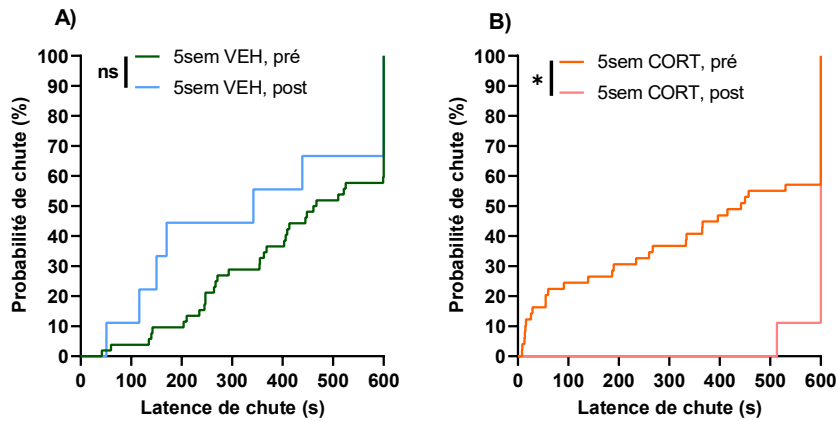 A)
5sem VEH, pré
ns
5sem VEH, post
Probabilité de chute (%)
100
90
80
70
60
50
40
30
20
10
0
0 100 200 300 400 500 600
Latence de chute (s)
B)
5sem CORT, pré
*
5sem CORT, post
Probabilité de chute (%)
100
90
80
70
60
50
40
30
20
10
0
0 100 200 300 400 500 600
Latence de chute (s)